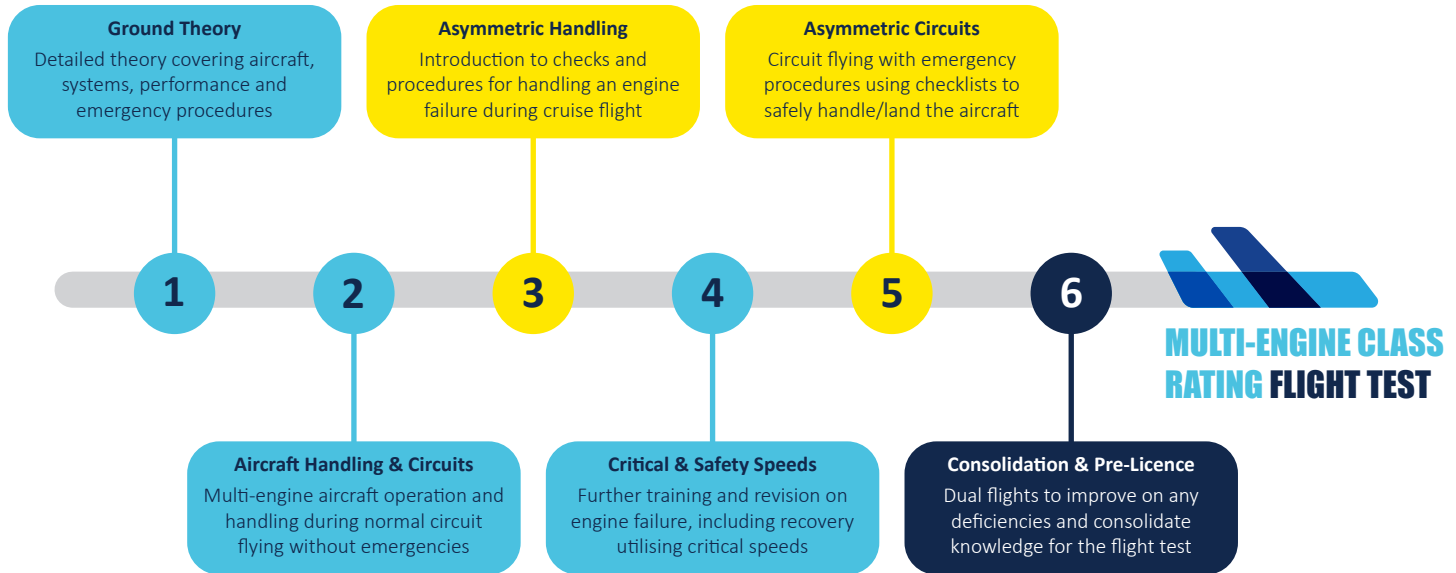 Ground Theory
Detailed theory covering aircraft,
systems, performance and
emergency procedures
Asymmetric Handling
Introduction to checks and
procedures for handling an engine
failure during cruise flight
Asymmetric Circuits
Circuit flying with emergency
procedures using checklists to
safely handle/land the aircraft
1
2
3
4
5
6
MULTI-ENGINE CLASS
RATING FLIGHT TEST
Aircraft Handling & Circuits
Multi-engine aircraft operation and
handling during normal circuit
flying without emergencies
Critical & Safety Speeds
Further training and revision on
engine failure, including recovery
utilising critical speeds
Consolidation & Pre-Licence
Dual flights to improve on any
deficiencies and consolidate
knowledge for the flight test